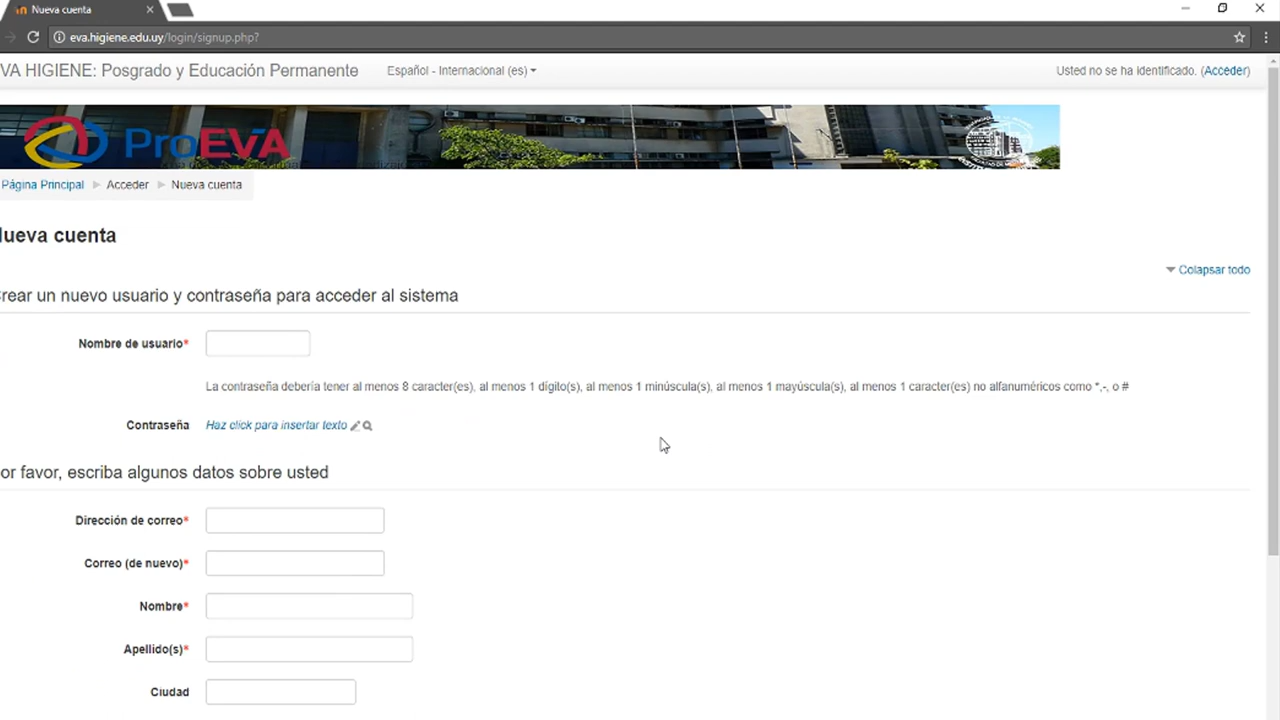 Nueva cuenta
eva.higiene.edu.uy/login/signup.php?
VA HIGIENE: Posgrado y Educación Permanente
Español - Internacional (es)
Usted no se ha identificado. (Acceder)
ProEVA
Página Principal
Acceder
Nueva cuenta
ueva cuenta
Colapsar todo
rear un nuevo usuario y contraseña para acceder al sistema
Nombre de usuario*
La contraseña debería tener al menos 8 caracter(es), al menos 1 dígito(s), al menos 1 minúscula(s), al menos 1 mayúscula(s), al menos 1 caracter(es) no alfanuméricos como *,-, o #
Contraseña
Haz click para insertar texto
or favor, escriba algunos datos sobre usted
Dirección de correo*
Correo (de nuevo)*
Nombre*
Apellido(s)*
Ciudad